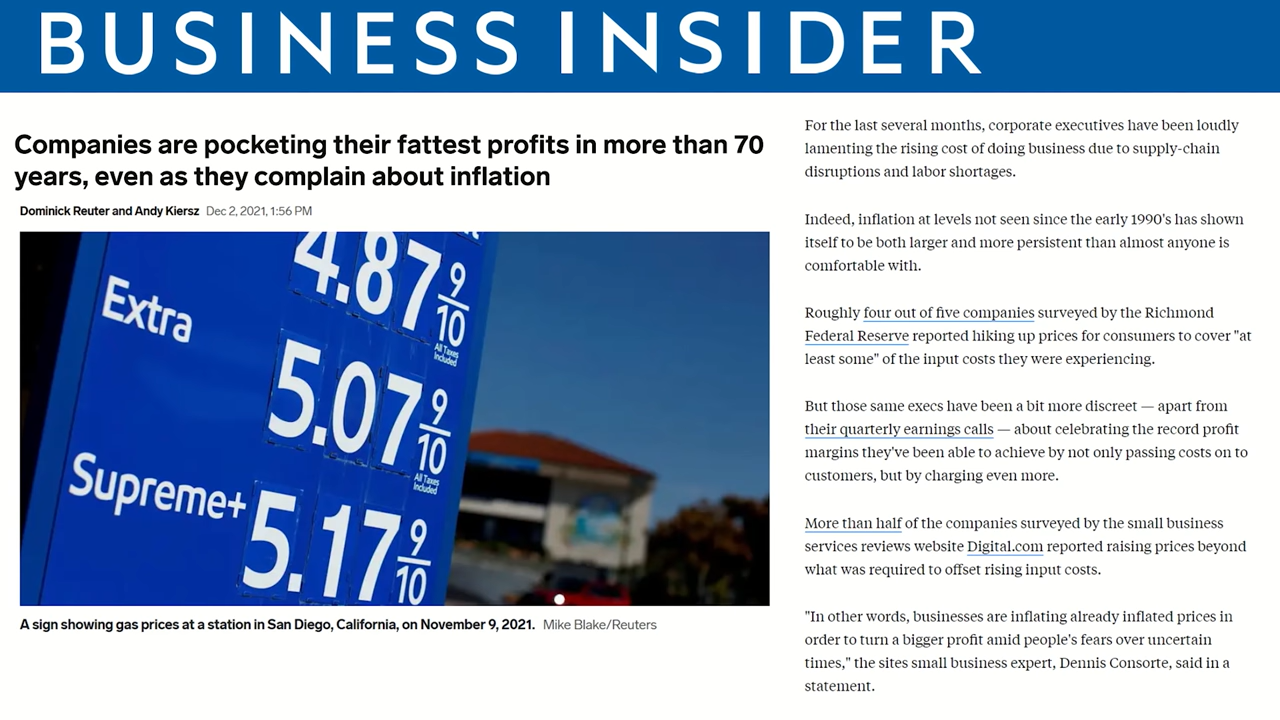 BUSINESS INSIDER
Companies are pocketing their fattest profits in more than 70
years, even as they complain about inflation
Dominick Reuter and Andy Kiersz Dec 2, 2021, 1:56 PM
4.87 9/10
All Taxes
Included
Extra
5.07 9/10
All Taxes
Included
Supreme+
5.17 9/10
A sign showing gas prices at a station in San Diego, California, on November 9, 2021. Mike Blake/Reuters
For the last several months, corporate executives have been loudly
lamenting the rising cost of doing business due to supply-chain
disruptions and labor shortages.
Indeed, inflation at levels not seen since the early 1990's has shown
itself to be both larger and more persistent than almost anyone is
comfortable with.
Roughly four out of five companies surveyed by the Richmond
Federal Reserve reported hiking up prices for consumers to cover "at
least some" of the input costs they were experiencing.
But those same execs have been a bit more discreet — apart from
their quarterly earnings calls — about celebrating the record profit
margins they've been able to achieve by not only passing costs on to
customers, but by charging even more.
More than half of the companies surveyed by the small business
services reviews website Digital.com reported raising prices beyond
what was required to offset rising input costs.
"In other words, businesses are inflating already inflated prices in
order to turn a bigger profit amid people's fears over uncertain
times," the sites small business expert, Dennis Consorte, said in a
statement.